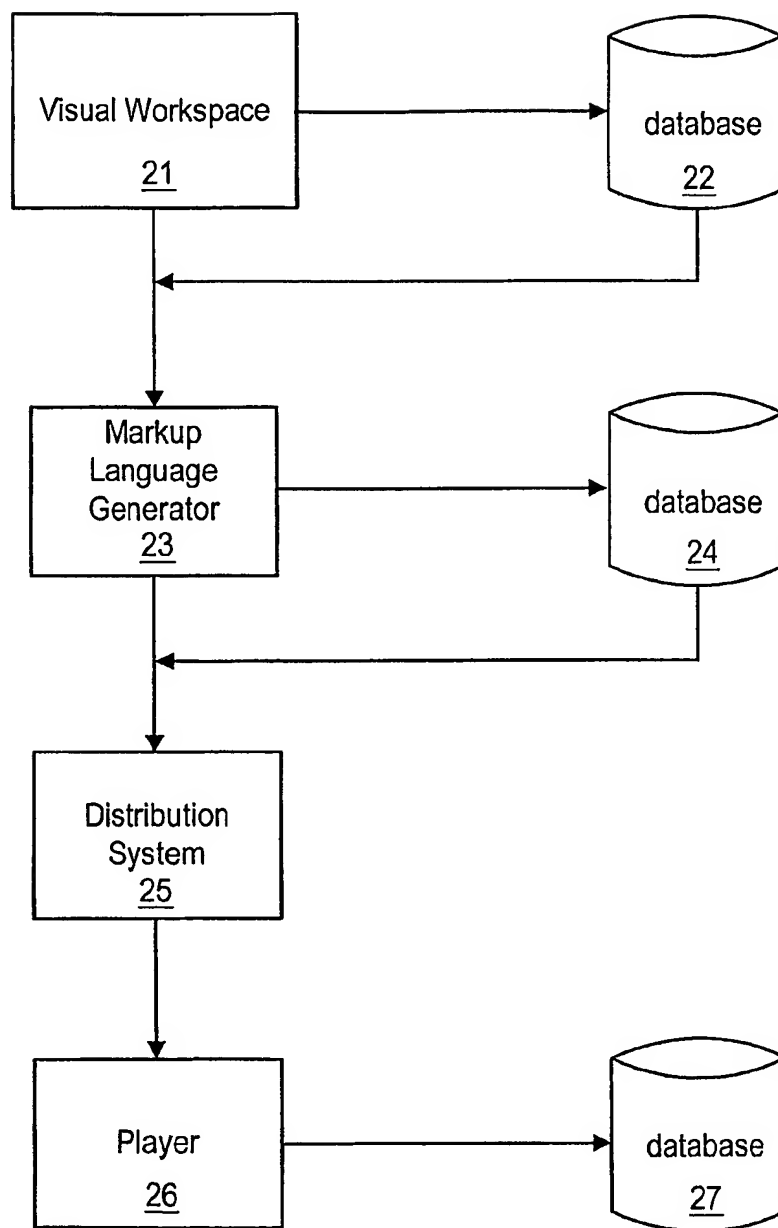 Visual Workspace
21
database
22
Markup
Language
Generator
23
database
24
Distribution
System
25
Player
26
database
27